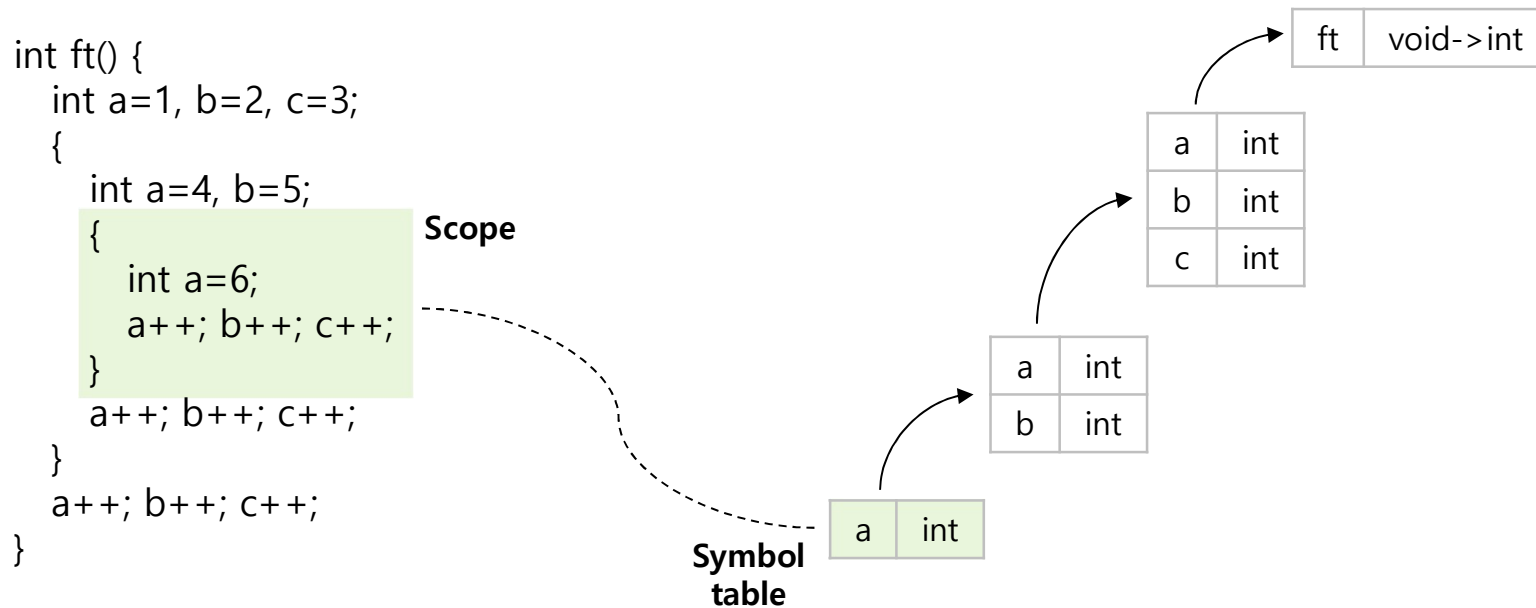 int ft() {
int a=1, b=2, c=3;
{
int a=4, b=5;
{
int a=6;
a++; b++; c++;
}
a++; b++; c++;
}
a++; b++; c++;
}
Scope
Symbol
table
ft void->int
a int
b int
c int
a int
b int
a int